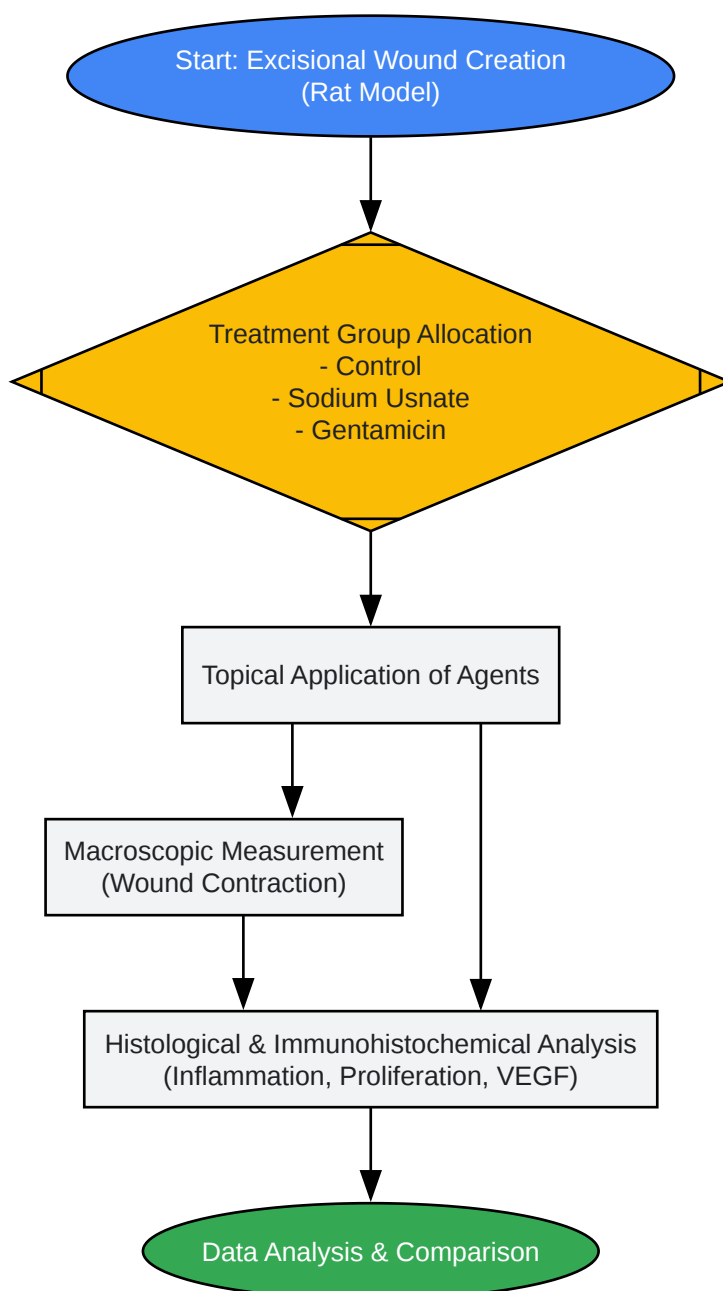 Start: Excisional Wound Creation
(Rat Model)
Treatment Group Allocation
- Control
- Sodium Usnate
- Gentamicin
Topical Application of Agents
Macroscopic Measurement
(Wound Contraction)
Histological & Immunohistochemical Analysis
(Inflammation, Proliferation, VEGF)
Data Analysis & Comparison